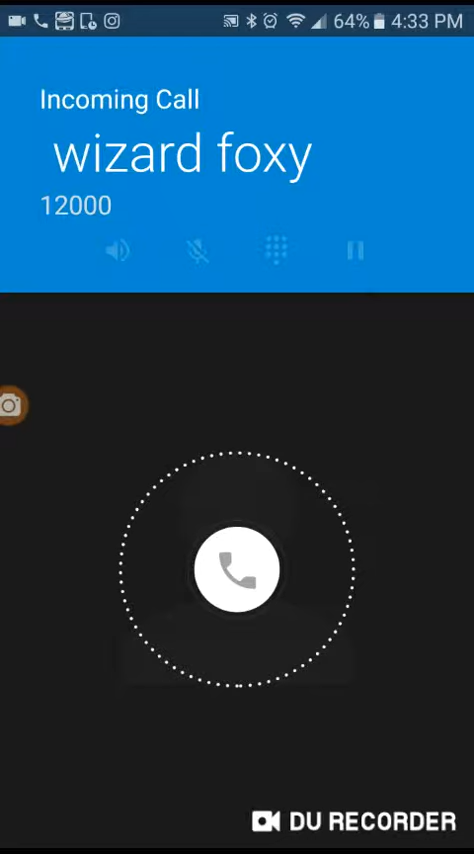 64% 4:33 PM
Incoming Call
wizard foxy
12000
DU RECORDER